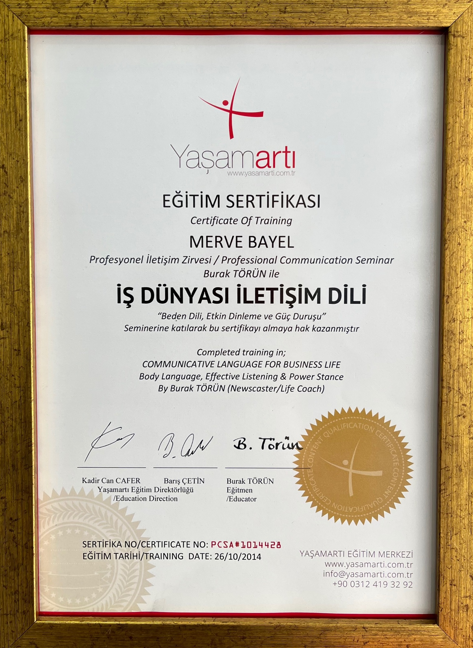 Yaşamartı
www.yasamarti.com.tr
EĞİTİM SERTİFİKASI
Certificate Of Training
MERVE BAYEL
Profesyonel İletişim Zirvesi / Professional Communication Seminar
Burak TÖRÜN ile
İŞ DÜNYASI İLETİŞİM DİLİ
"Beden Dili, Etkin Dinleme ve Güç Duruşu"
Seminerine katılarak bu sertifikayı almaya hak kazanmıştır
Completed training in;
COMMUNICATIVE LANGUAGE FOR BUSINESS LIFE
Body Language, Effective Listening & Power Stance
By Burak TÖRÜN (Newscaster/Life Coach)
B. Törün
Kadir Can CAFER Barış ÇETİN Burak TÖRÜN
Yaşamartı Eğitim Direktörlüğü Eğitmen
/Education Direction /Educator
SERTİFİKA NO/CERTIFICATE NO: PCSA#1014428
EĞİTİM TARİHİ/TRAINING DATE: 26/10/2014
YAŞAMARTI EĞİTİM MERKEZİ
www.yasamarti.com.tr
info@yasamarti.com.tr
+90 0312 419 32 92